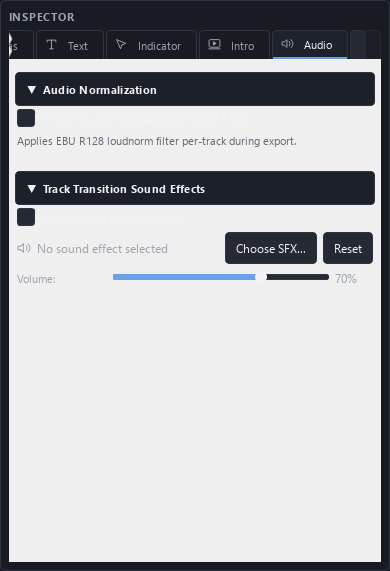 INSPECTOR
s Text Indicator Intro Audio
▼ Audio Normalization
Applies EBU R128 loudnorm filter per-track during export.
▼ Track Transition Sound Effects
No sound effect selected Choose SFX... Reset
Volume: 70%